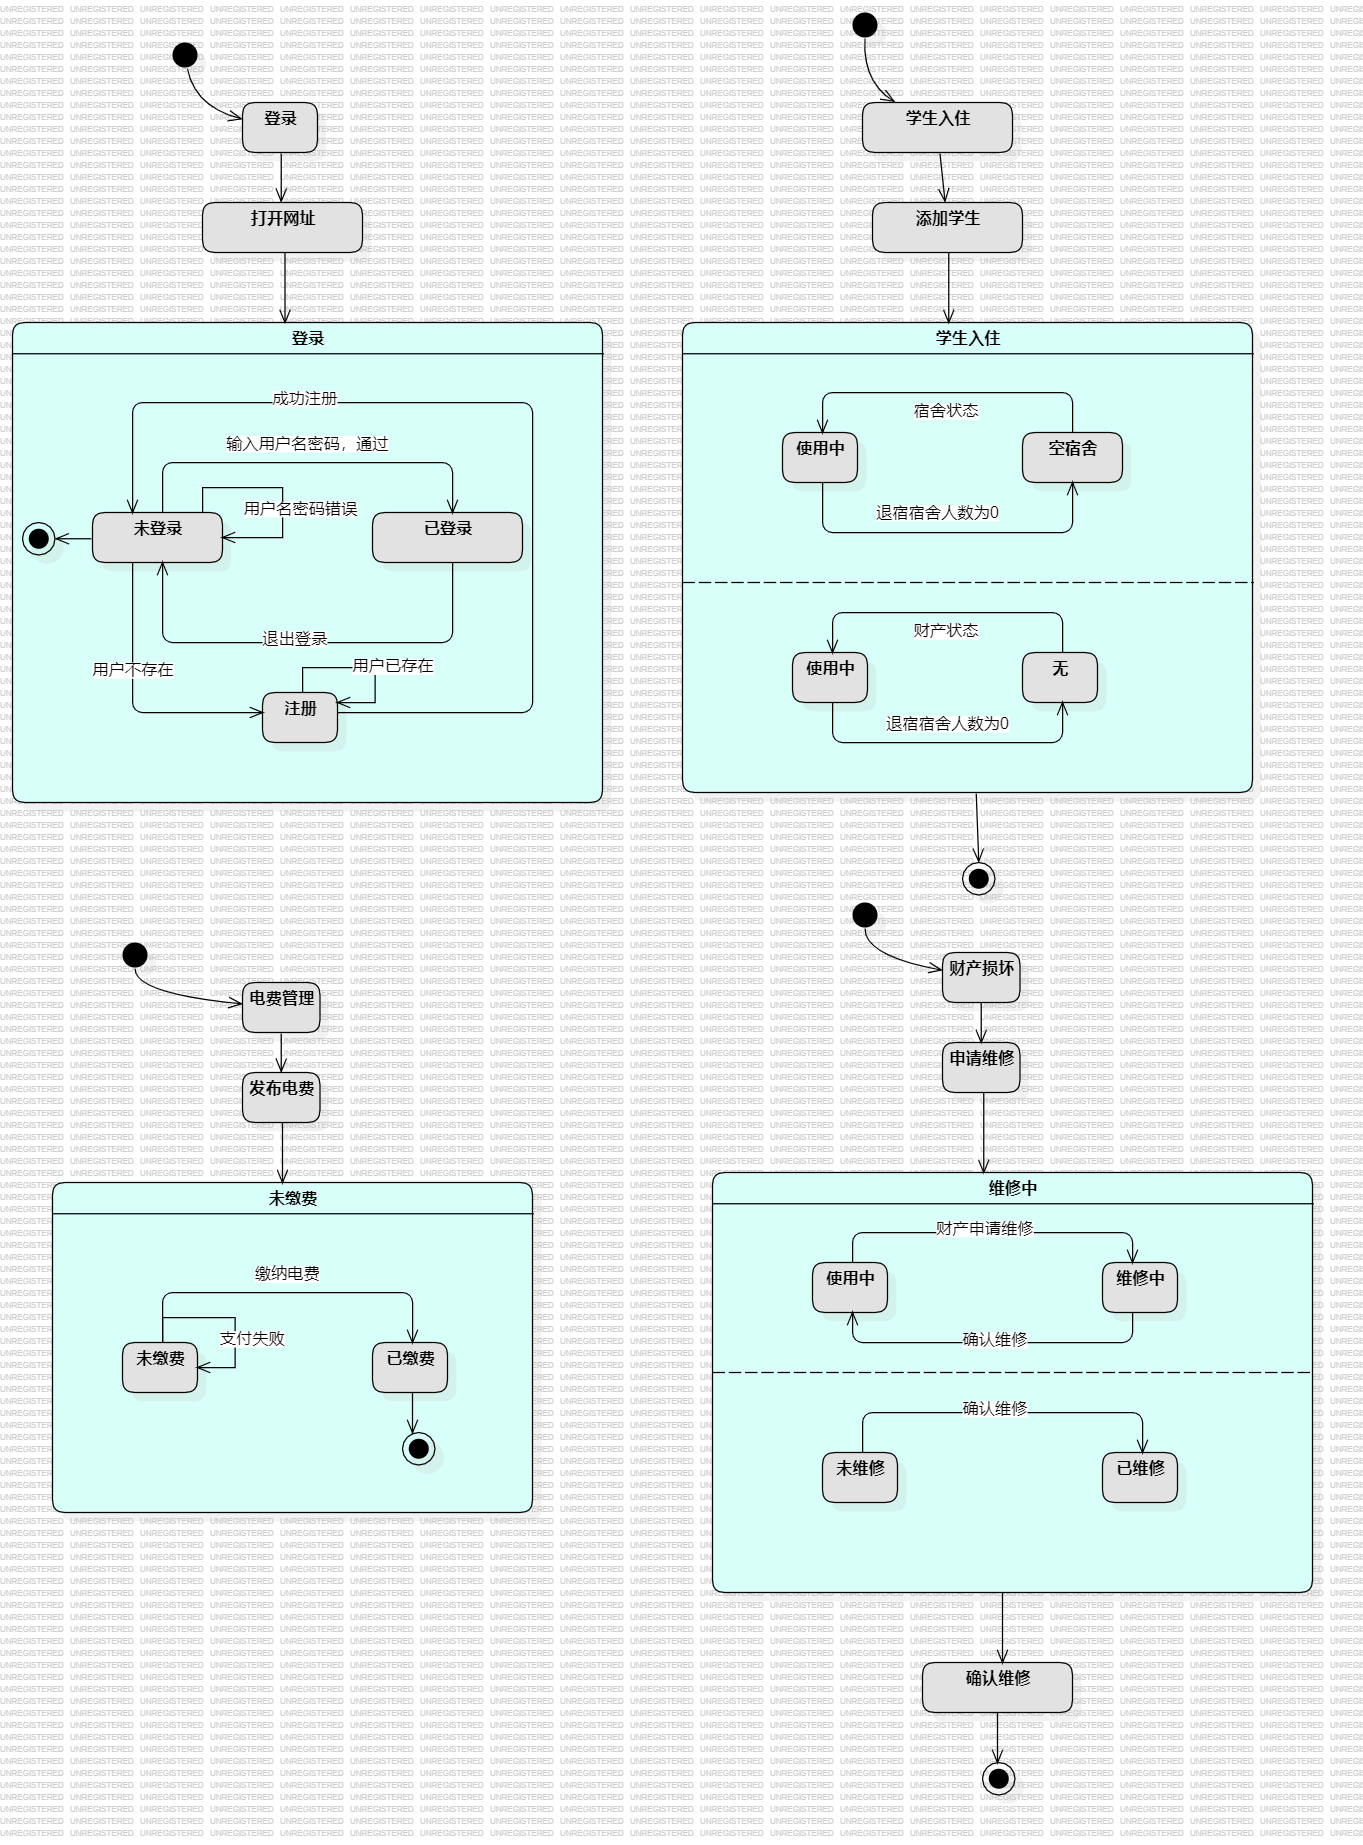 登录
打开网址
登录
成功注册
输入用户名密码，通过
用户名密码错误
未登录
已登录
退出登录
用户不存在
用户已存在
注册
学生入住
添加学生
学生入住
宿舍状态
使用中
空宿舍
退宿宿舍人数为0
财产状态
使用中
无
退宿宿舍人数为0
电费管理
发布电费
未缴费
缴纳电费
支付失败
未缴费
已缴费
财产损坏
申请维修
维修中
财产申请维修
使用中
维修中
确认维修
确认维修
未维修
已维修
确认维修
UNREGISTERED